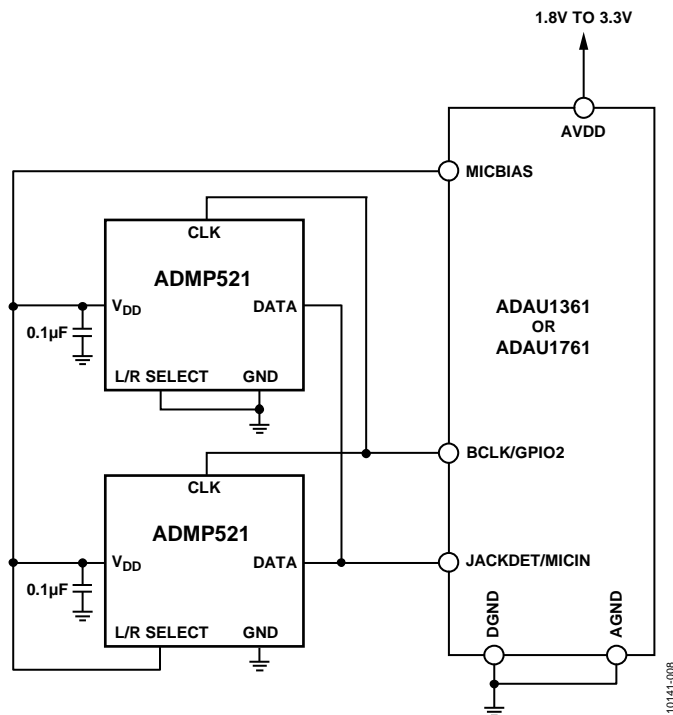 1.8V TO 3.3V
AVDD
MICBIAS
CLK
ADMP521
VDD
DATA
0.1µF
L/R SELECT
GND
ADAU1361
OR
ADAU1761
BCLK/GPIO2
CLK
ADMP521
VDD
DATA
JACKDET/MICIN
0.1µF
L/R SELECT
GND
DGND
AGND
10141-008